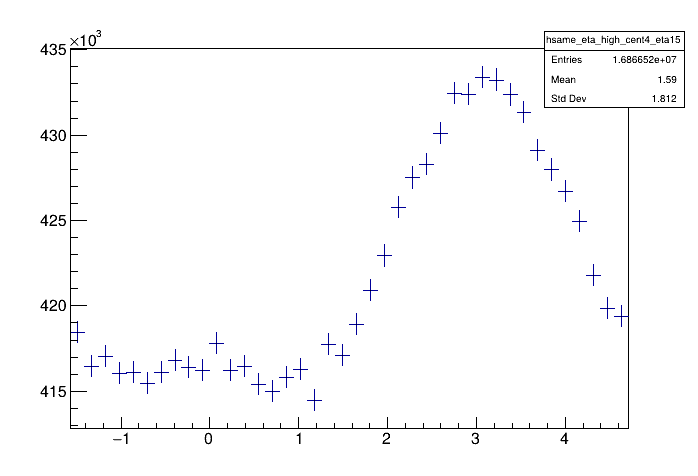 ×10³
hsame_eta_high_cent4_eta15
Entries 1.686652e+07
Mean 1.59
Std Dev 1.812
435
430
425
420
415
−1 0 1 2 3 4